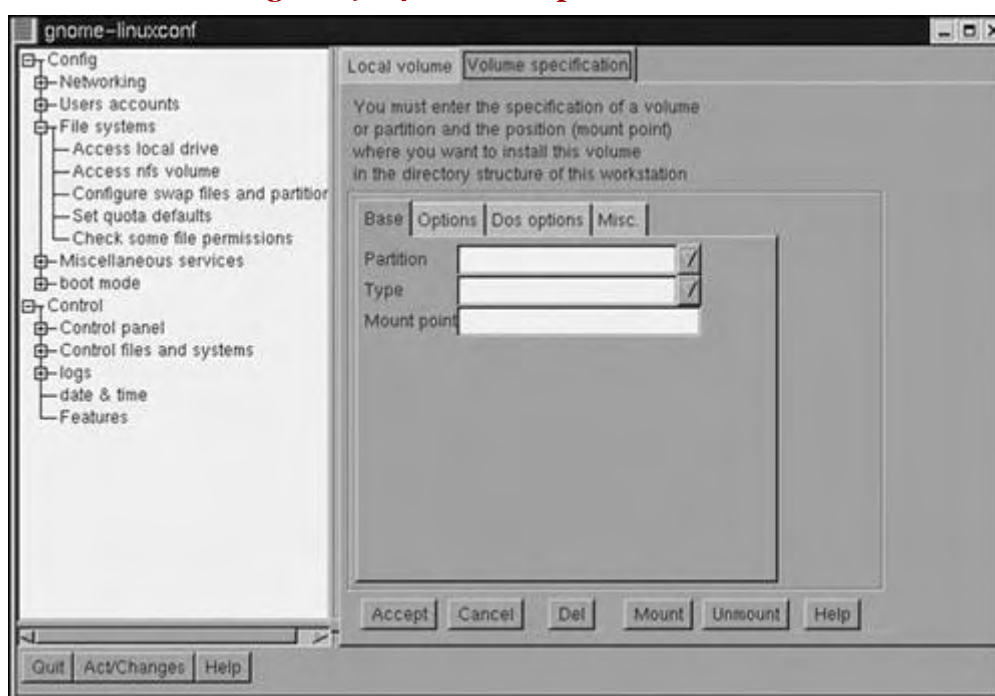 gnome-linuxconf
Config
Networking
Users accounts
File systems
Access local drive
Access nfs volume
Configure swap files and partition
Set quota defaults
Check some file permissions
Miscellaneous services
boot mode
Control
Control panel
Control files and systems
logs
date & time
Features
Local volume Volume specification
You must enter the specification of a volume
or partition and the position (mount point)
where you want to install this volume
in the directory structure of this workstation
Base Options Dos options Misc.
Partition
Type
Mount point
Accept Cancel Del Mount Unmount Help
Quit Act/Changes Help